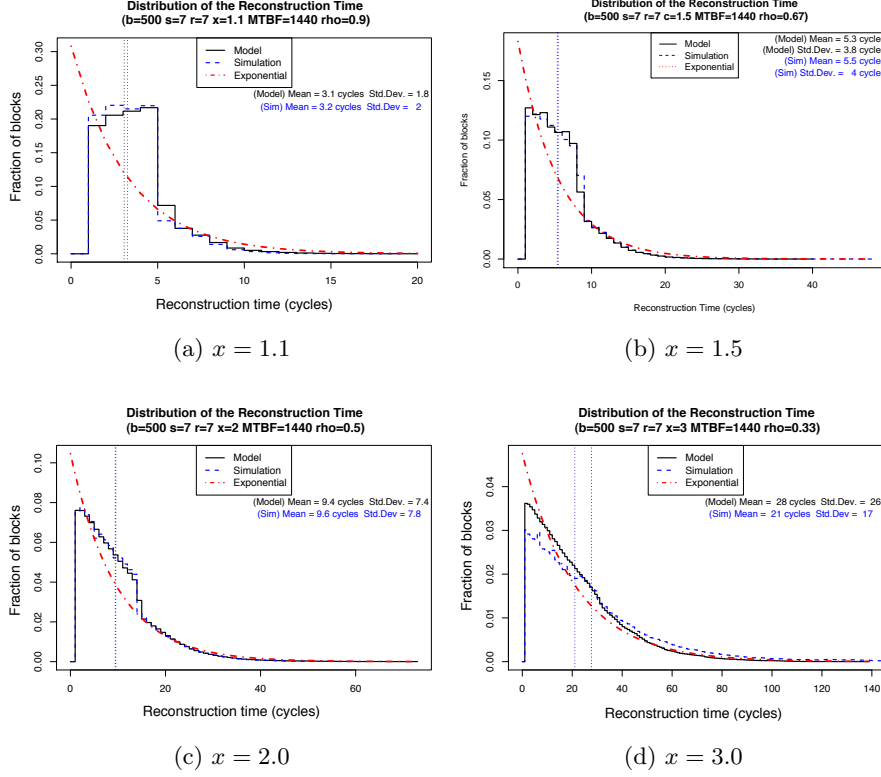 Distribution of the Reconstruction Time
(b=500 s=7 r=7 x=1.1 MTBF=1440 rho=0.9)
Model
Simulation
Exponential
(Model) Mean = 3.1 cycles Std.Dev. = 1.8
(Sim) Mean = 3.2 cycles Std.Dev = 2
Fraction of blocks
0.00 0.05 0.10 0.15 0.20 0.25 0.30
0 5 10 15 20
Reconstruction time (cycles)
(a) x = 1.1
Distribution of the Reconstruction Time
(b=500 s=7 r=7 c=1.5 MTBF=1440 rho=0.67)
Model
Simulation
Exponential
(Model) Mean = 5.3 cycle
(Model) Std.Dev. = 3.8 cycle
(Sim) Mean = 5.5 cycle
(Sim) Std.Dev. = 4 cycle
Fraction of blocks
0.00 0.05 0.10 0.15
0 10 20 30 40
Reconstruction Time (cycles)
(b) x = 1.5
Distribution of the Reconstruction Time
(b=500 s=7 r=7 x=2 MTBF=1440 rho=0.5)
Model
Simulation
Exponential
(Model) Mean = 9.4 cycles Std.Dev. = 7.4
(Sim) Mean = 9.6 cycles Std.Dev = 7.8
Fraction of blocks
0.00 0.02 0.04 0.06 0.08 0.10
0 20 40 60
Reconstruction time (cycles)
(c) x = 2.0
Distribution of the Reconstruction Time
(b=500 s=7 r=7 x=3 MTBF=1440 rho=0.33)
Model
Simulation
Exponential
(Model) Mean = 28 cycles Std.Dev. = 26
(Sim) Mean = 21 cycles Std.Dev = 17
Fraction of blocks
0.00 0.01 0.02 0.03 0.04
0 20 40 60 80 100 120 140
Reconstruction time (cycles)
(d) x = 3.0